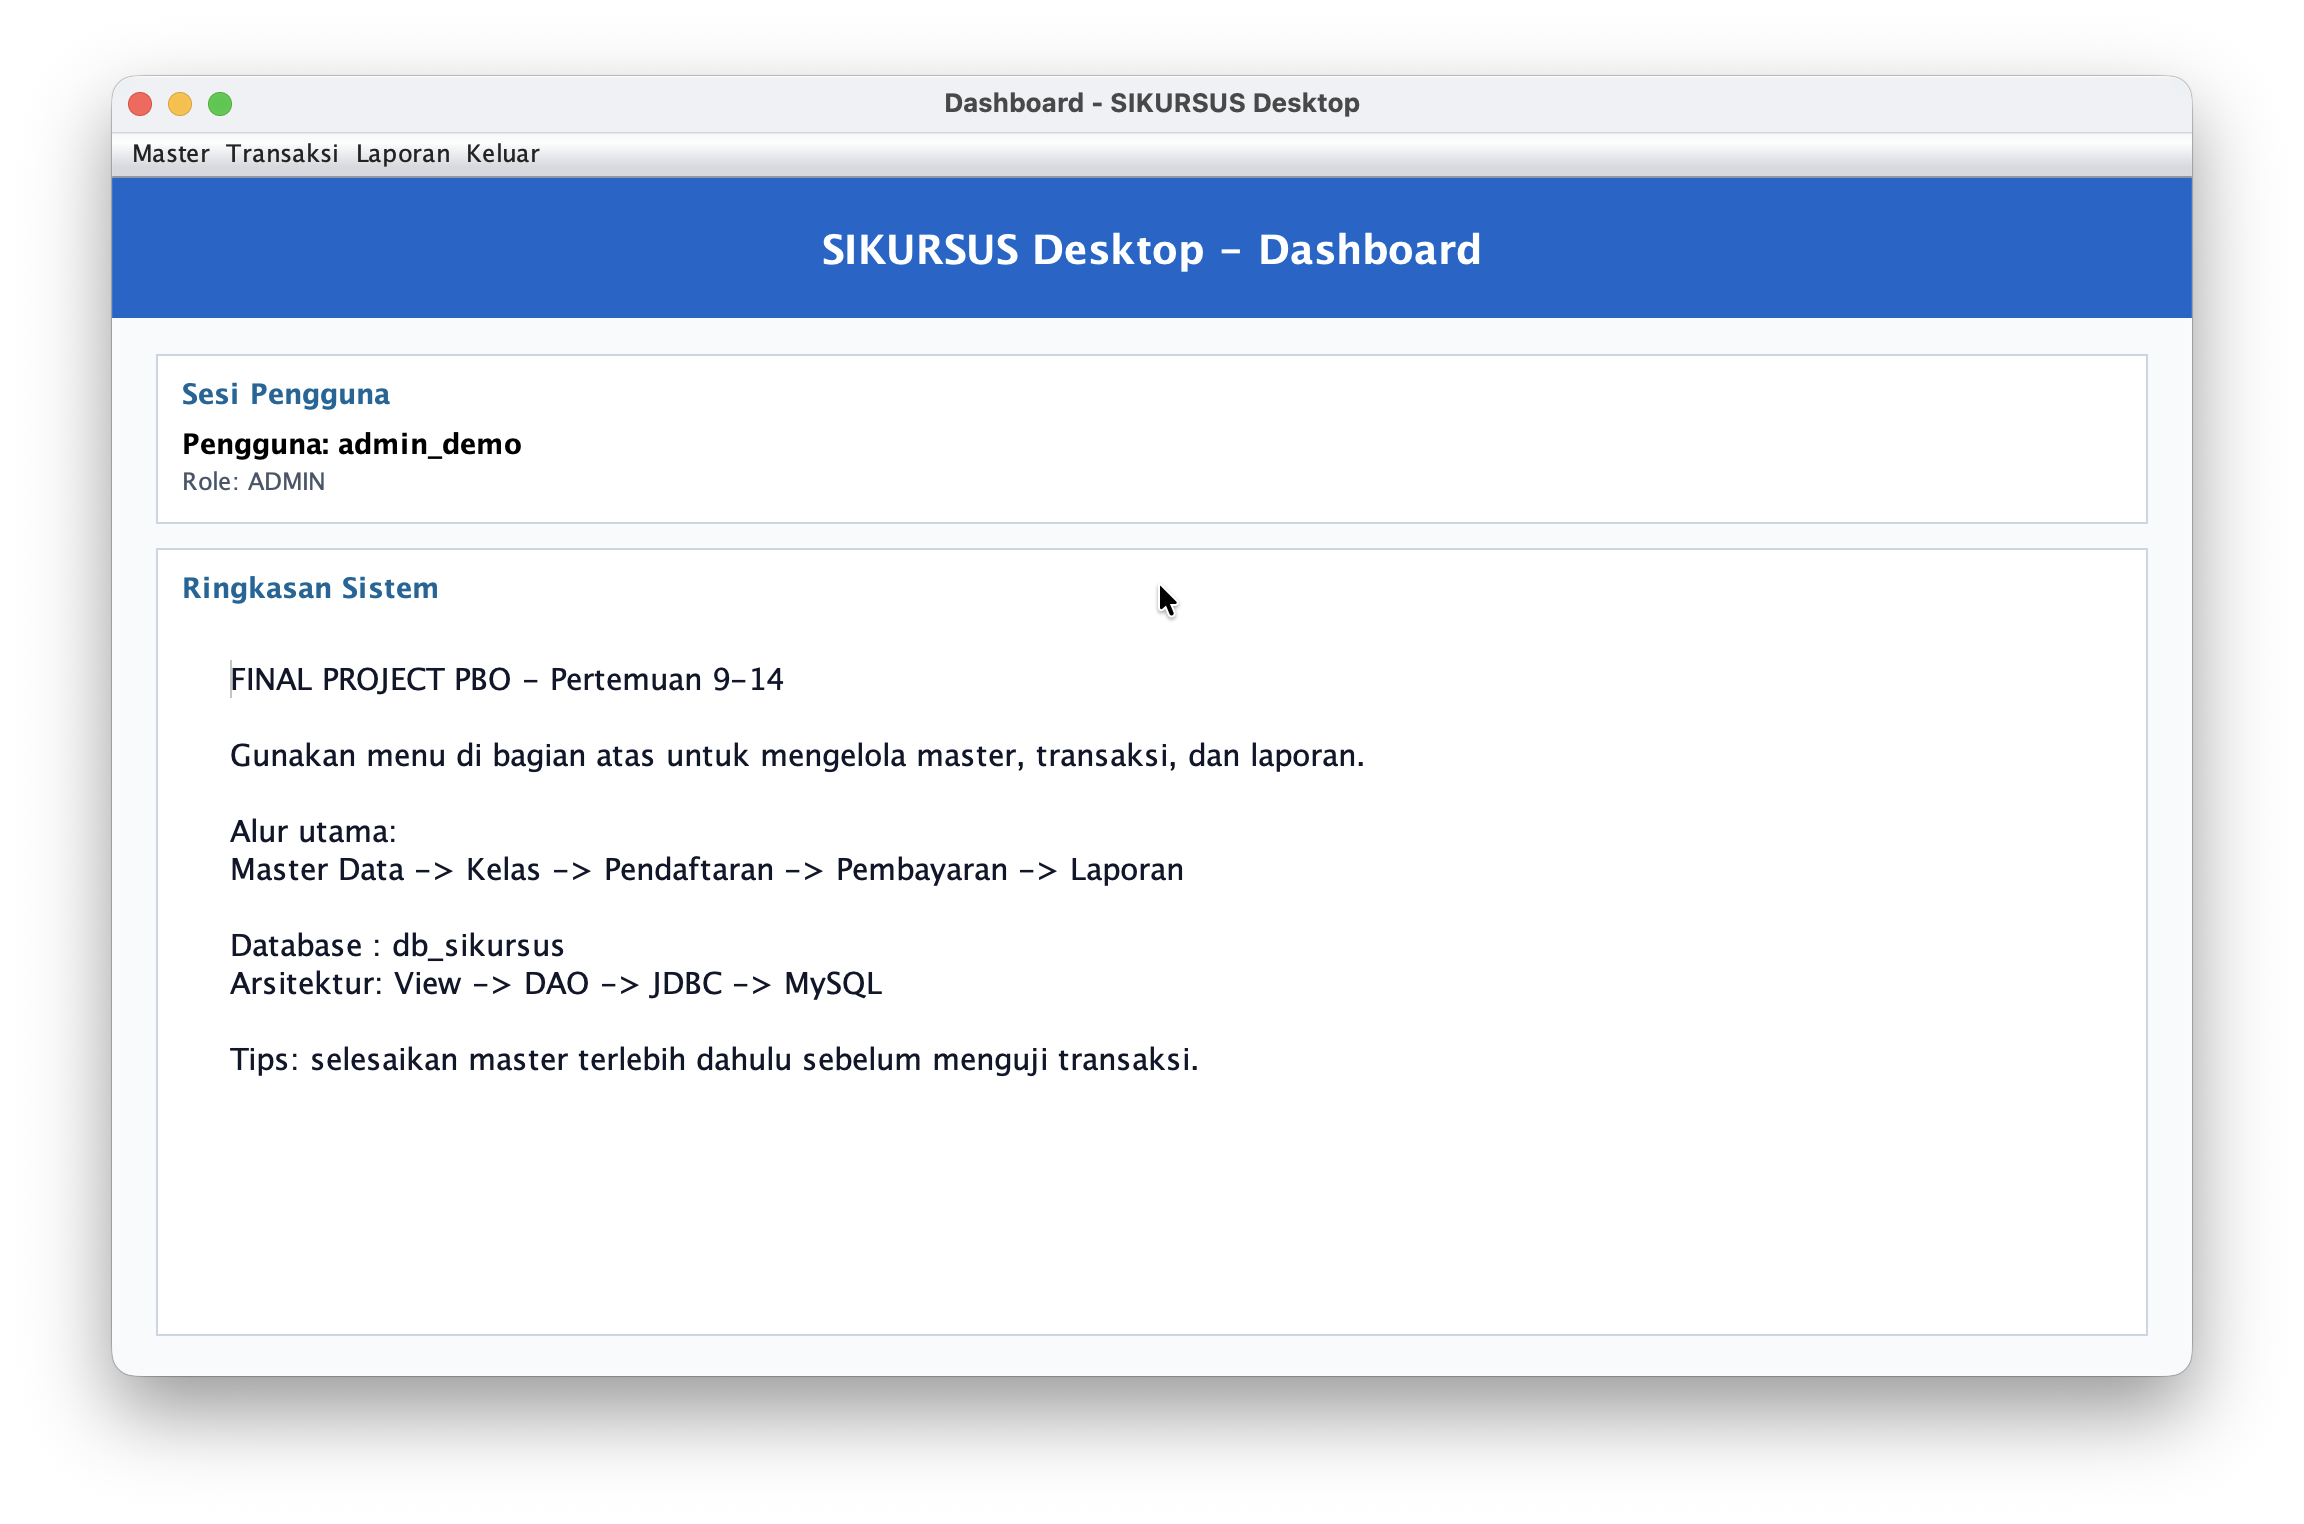 Dashboard - SIKURSUS Desktop
Master Transaksi Laporan Keluar
SIKURSUS Desktop - Dashboard
Sesi Pengguna
Pengguna: admin_demo
Role: ADMIN
Ringkasan Sistem
FINAL PROJECT PBO - Pertemuan 9-14
Gunakan menu di bagian atas untuk mengelola master, transaksi, dan laporan.
Alur utama:
Master Data -> Kelas -> Pendaftaran -> Pembayaran -> Laporan
Database : db_sikursus
Arsitektur: View -> DAO -> JDBC -> MySQL
Tips: selesaikan master terlebih dahulu sebelum menguji transaksi.